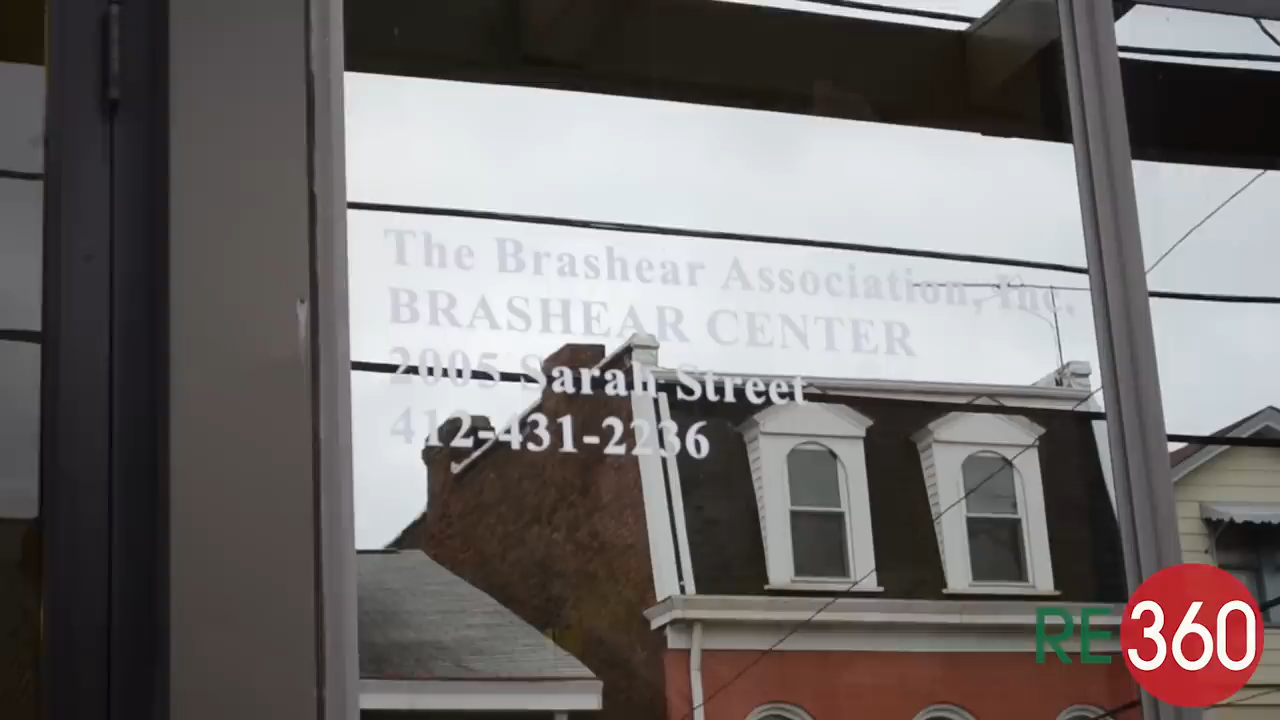 The Brashear Association, Inc.
BRASHEAR CENTER
2005 Sarah Street
412-431-2236
RE360